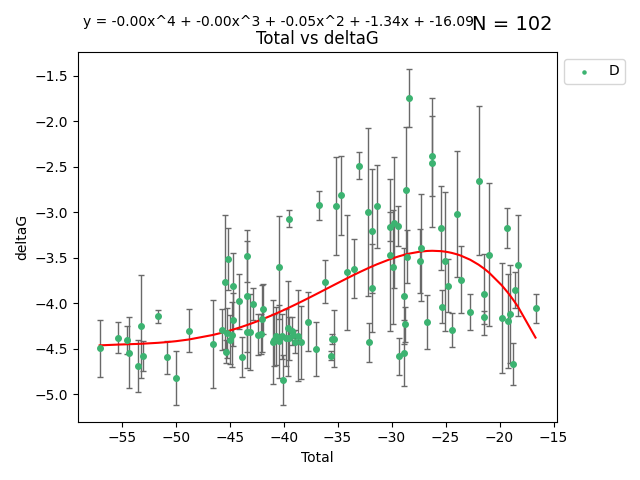 y = -0.00x^4 + -0.00x^3 + -0.05x^2 + -1.34x + -16.09
N = 102
Total vs deltaG
D
deltaG
−1.5
−2.0
−2.5
−3.0
−3.5
−4.0
−4.5
−5.0
−55 −50 −45 −40 −35 −30 −25 −20 −15
Total